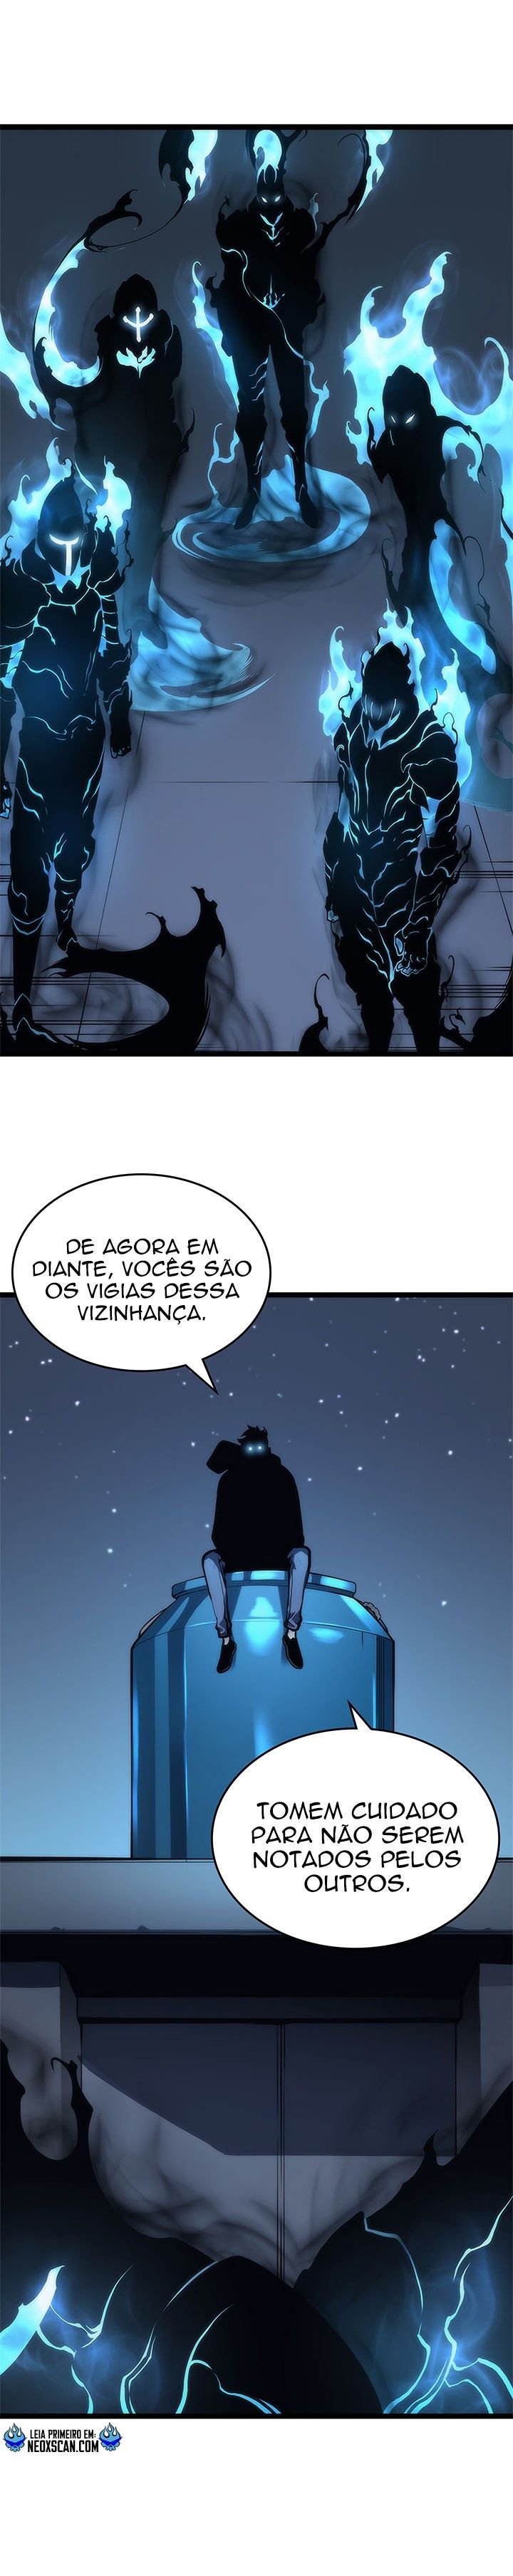 DE AGORA EM
DIANTE, VOCÊS SÃO
OS VIGIAS DESSA
VIZINHANÇA.
TOMEM CUIDADO
PARA NÃO SEREM
NOTADOS PELOS
OUTROS.
LEIA PRIMEIRO EM:
NEOXSCAN.COM